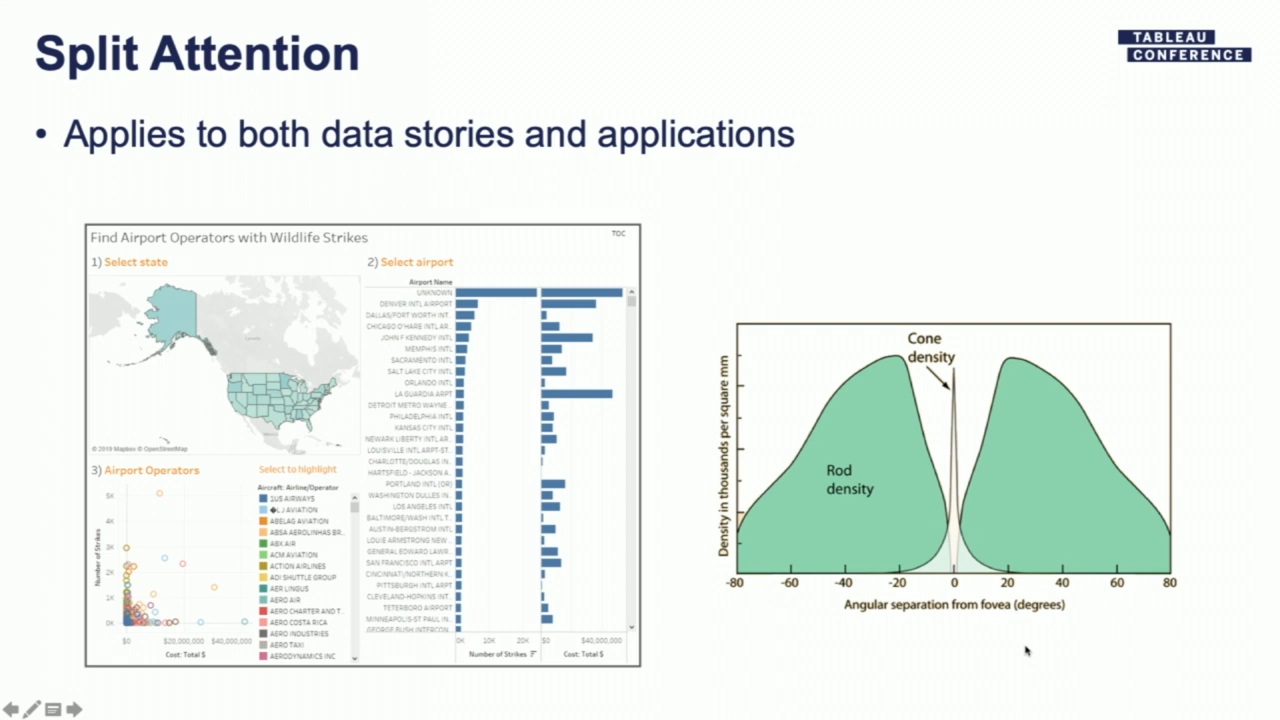 Split Attention
TABLEAU
CONFERENCE
• Applies to both data stories and applications
Find Airport Operators with Wildlife Strikes
TOC
1) Select state
2) Select airport
Airport Name
UNKNOWN
DENVER INTL AIRPORT
DALLAS/FORT WORTH INT..
CHICAGO O'HARE INTL AR..
JOHN F KENNEDY INTL
MEMPHIS INTL
SACRAMENTO INTL
SALT LAKE CITY INTL
ORLANDO INTL
LA GUARDIA ARPT
DETROIT METRO WAYNE ..
PHILADELPHIA INTL
KANSAS CITY INTL
NEWARK LIBERTY INTL AR..
LOUISVILLE INTL ARPT-ST..
CHARLOTTE/DOUGLAS IN..
HARTSFIELD - JACKSON A..
PORTLAND INTL (OR)
WASHINGTON DULLES IN..
LOS ANGELES INTL
BALTIMORE/WASH INTL T..
AUSTIN-BERGSTROM INTL
LOUIE ARMSTRONG NEW ..
GENERAL EDWARD LAWR..
SAN FRANCISCO INTL ARPT
CINCINNATI/NORTHERN K..
PITTSBURGH INTL ARPT
CLEVELAND-HOPKINS INT..
TETERBORO AIRPORT
MINNEAPOLIS-ST PAUL IN..
GEORGE BUSH INTERCON..
0K 10K 20K
Number of Strikes
$0 $40,000,000
Cost: Total $
Canada
© 2019 Mapbox © OpenStreetMap
3) Airport Operators
Number of Strikes
5K
4K
3K
2K
1K
0K
$0 $20,000,000 $40,000,000
Cost: Total $
Select to highlight
Aircraft: Airline/Operator
1US AIRWAYS
�L J AVIATION
ABELAG AVIATION
ABSA AEROLINHAS BR..
ABX AIR
ACM AVIATION
ACTION AIRLINES
ADI SHUTTLE GROUP
AER LINGUS
AERO AIR
AERO CHARTER AND T..
AERO COSTA RICA
AERO INDUSTRIES
AERO TAXI
AERODYNAMICS INC
Density in thousands per square mm
Cone
density
Rod
density
-80 -60 -40 -20 0 20 40 60 80
Angular separation from fovea (degrees)